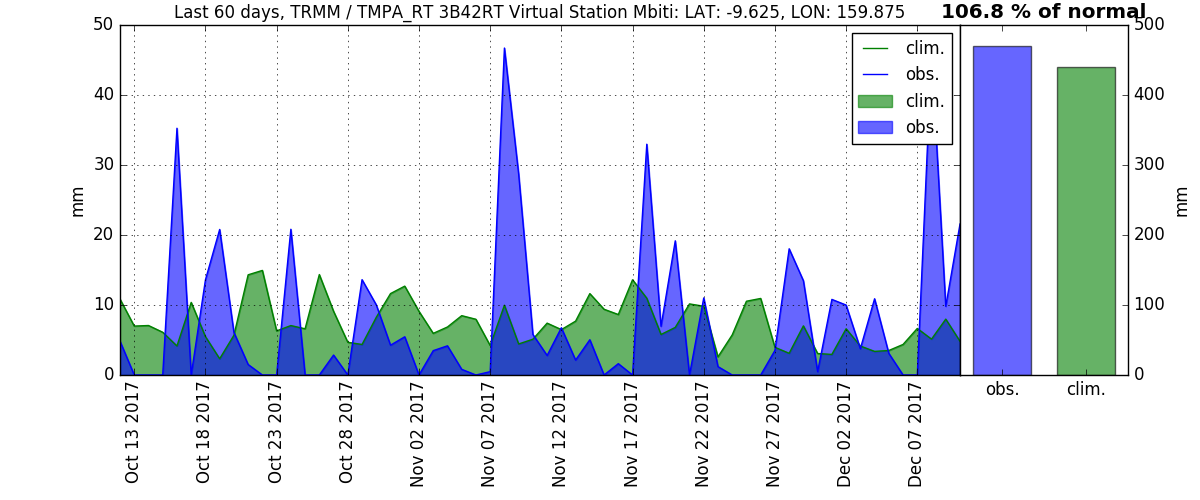 Last 60 days, TRMM / TMPA_RT 3B42RT Virtual Station Mbiti: LAT: -9.625, LON: 159.875
106.8 % of normal
50
40
30
20
10
0
mm
clim.
obs.
clim.
obs.
500
400
300
200
100
0
mm
obs.
clim.
Oct 13 2017
Oct 18 2017
Oct 23 2017
Oct 28 2017
Nov 02 2017
Nov 07 2017
Nov 12 2017
Nov 17 2017
Nov 22 2017
Nov 27 2017
Dec 02 2017
Dec 07 2017